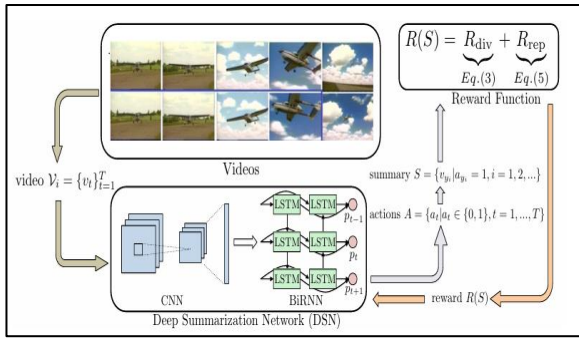 R(S) = R_div + R_rep
Eq.(3) Eq.(5)
Reward Function
Videos
video 𝒱_i = {v_t}_{t=1}^T
summary S = {v_{y_i}|a_{y_i} = 1, i = 1, 2, ...}
actions A = {a_t|a_t ∈ {0, 1}, t = 1, ..., T}
LSTM LSTM
p_{t−1}
LSTM LSTM
p_t
LSTM LSTM
p_{t+1}
CNN BiRNN
reward R(S)
Deep Summarization Network (DSN)